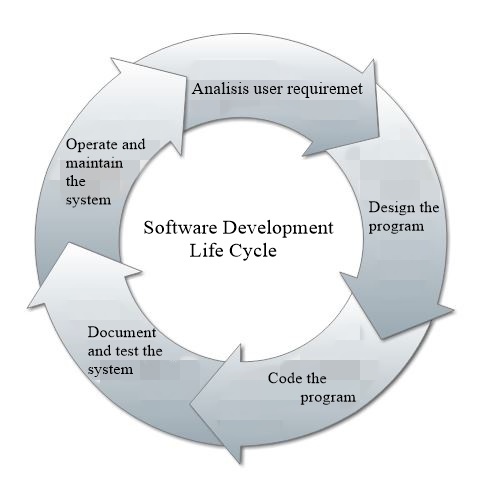 Analisis user requiremet
Design the
program
Code the
program
Document
and test the
system
Operate and
maintain
the
system
Software Development
Life Cycle